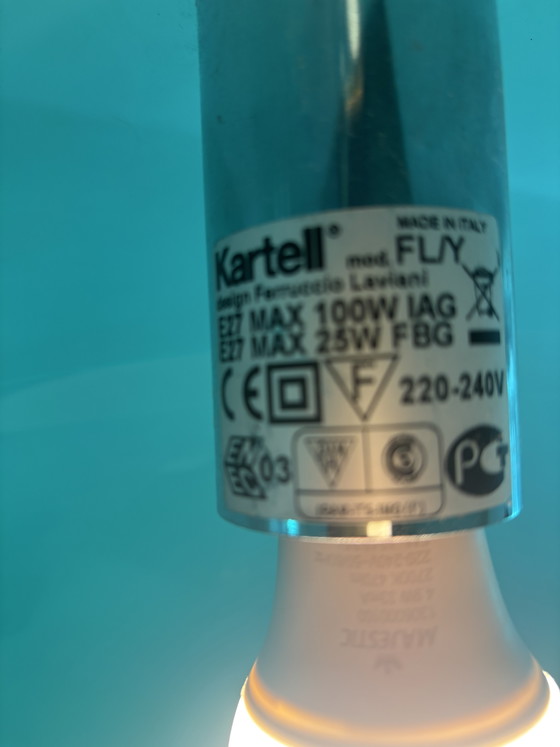 MADE IN ITALY
Kartell® mod. FL/Y
design Ferruccio Laviani
E27 MAX 100W IAG
E27 MAX 25W FBG
CE F 220-240V
03
PCT
MAJESTIC